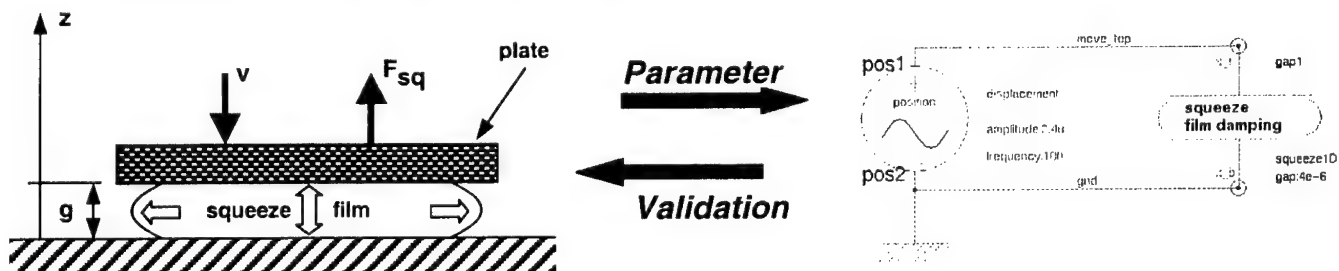 z
plate
v
F_sq
g
squeeze film
Parameter
Validation
move_top
pos1
position
pos2
displacement
frequency:100
gnd
gap1
squeeze
film damping
squeeze1D
gap:4e-6